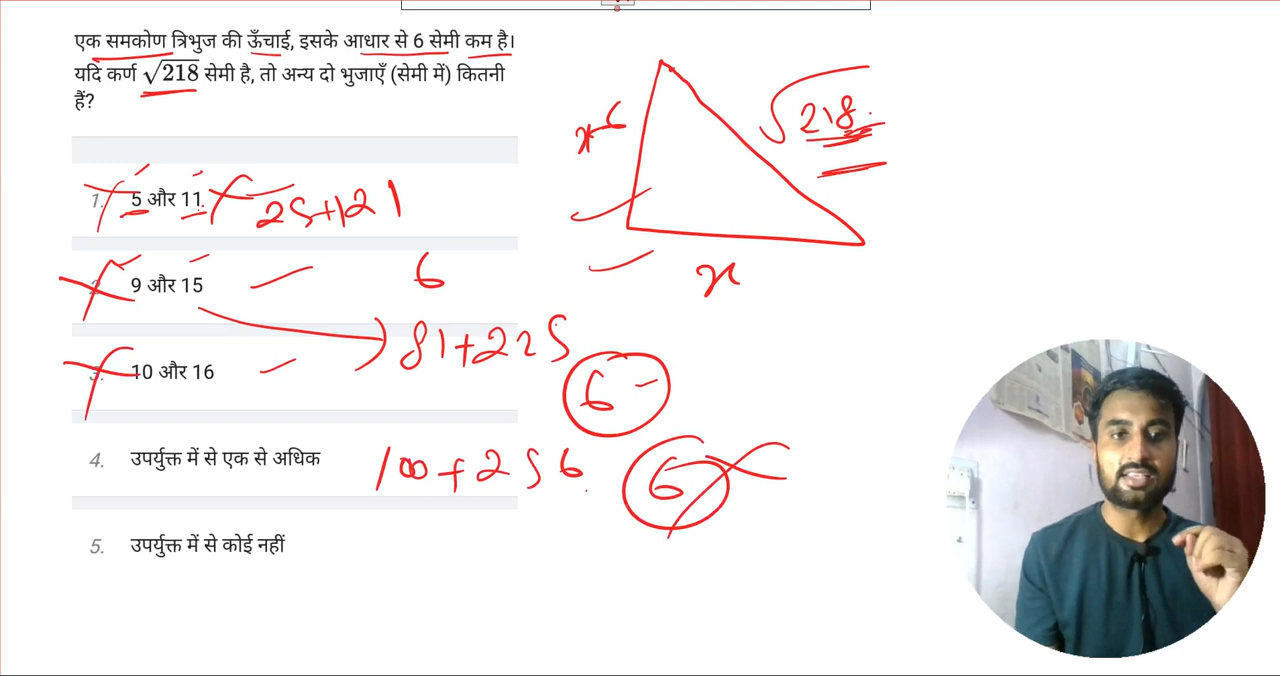 एक समकोण त्रिभुज की ऊँचाई, इसके आधार से 6 सेमी कम है।
यदि कर्ण √218 सेमी है, तो अन्य दो भुजाएँ (सेमी में) कितनी
हैं?
x-6
√218
1. 5 और 11
25+121
2. 9 और 15
6
x
81+225
3. 10 और 16
6
4. उपर्युक्त में से एक से अधिक
100+256
6
5. उपर्युक्त में से कोई नहीं